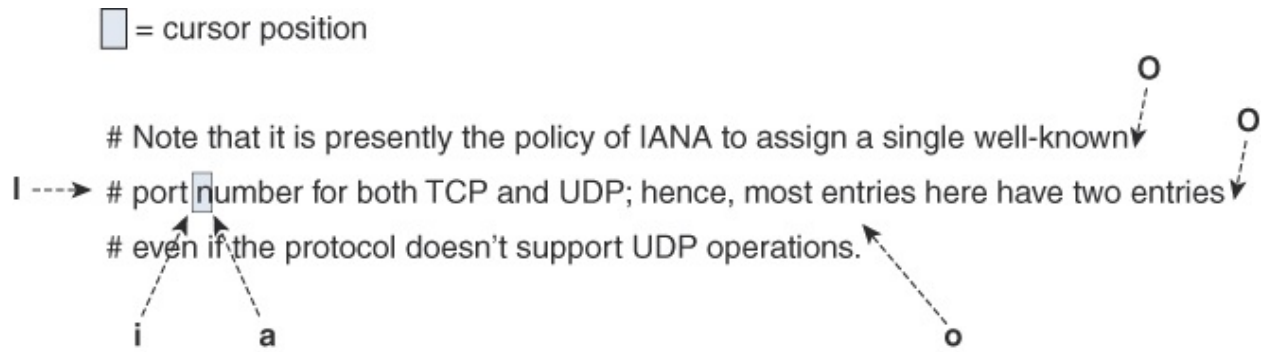 = cursor position
O
# Note that it is presently the policy of IANA to assign a single well-known
O
I # port number for both TCP and UDP; hence, most entries here have two entries
# even if the protocol doesn't support UDP operations.
i a o